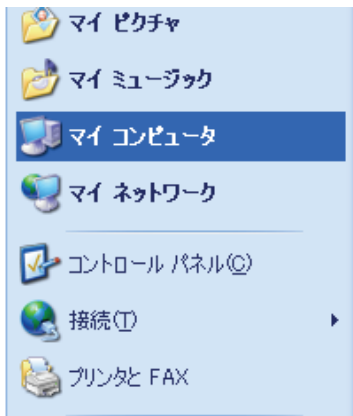 マイ ピクチャ
マイ ミュージック
マイ コンピュータ
マイ ネットワーク
コントロール パネル(C)
接続(T)
プリンタと FAX